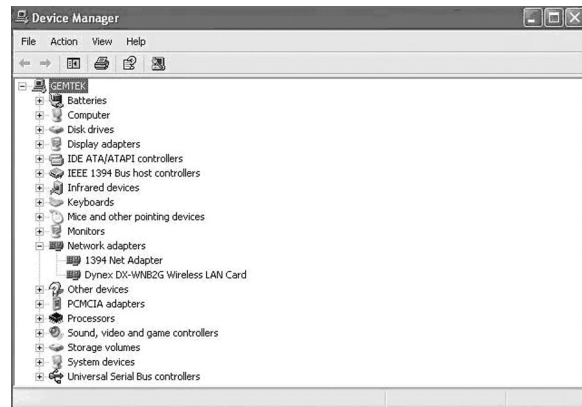 Device Manager
File Action View Help
GEMTEK
Batteries
Computer
Disk drives
Display adapters
IDE ATA/ATAPI controllers
IEEE 1394 Bus host controllers
Infrared devices
Keyboards
Mice and other pointing devices
Monitors
Network adapters
1394 Net Adapter
Dynex DX-WNB2G Wireless LAN Card
Other devices
PCMCIA adapters
Processors
Sound, video and game controllers
Storage volumes
System devices
Universal Serial Bus controllers